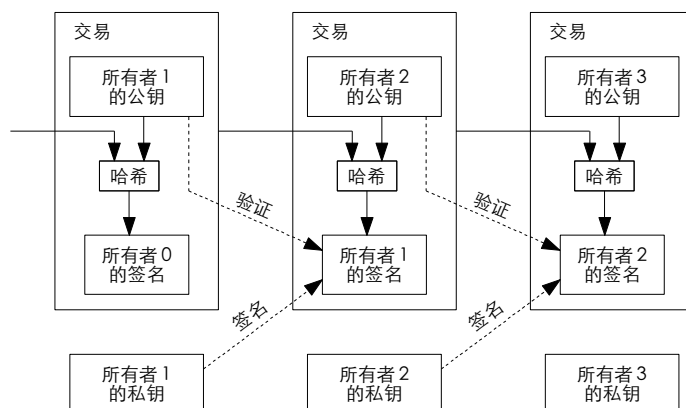 交易
交易
交易
所有者1
的公钥
所有者2
的公钥
所有者3
的公钥
哈希
哈希
哈希
验证
验证
所有者0
的签名
所有者1
的签名
所有者2
的签名
签名
签名
所有者1
的私钥
所有者2
的私钥
所有者3
的私钥